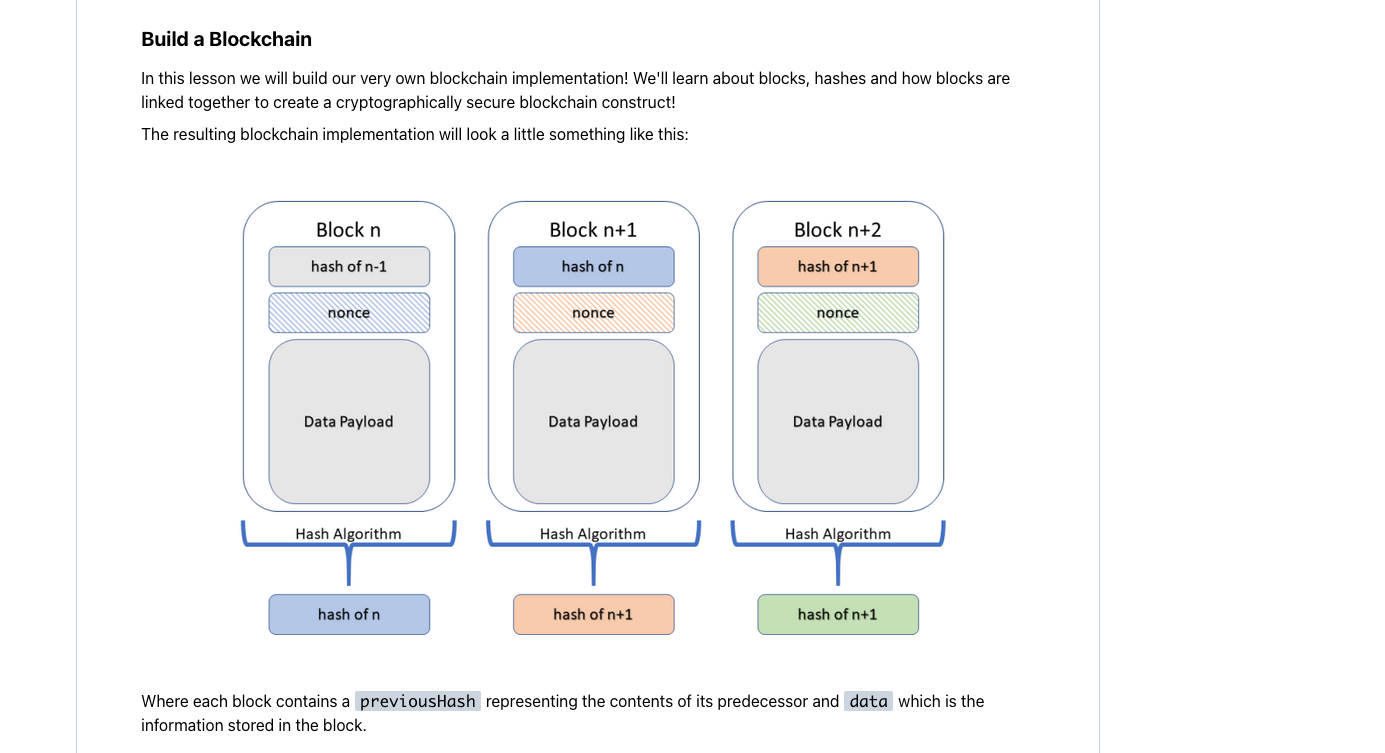 Build a Blockchain
In this lesson we will build our very own blockchain implementation! We'll learn about blocks, hashes and how blocks are
linked together to create a cryptographically secure blockchain construct!
The resulting blockchain implementation will look a little something like this:
Block n
hash of n-1
nonce
Data Payload
Hash Algorithm
hash of n
Block n+1
hash of n
nonce
Data Payload
Hash Algorithm
hash of n+1
Block n+2
hash of n+1
nonce
Data Payload
Hash Algorithm
hash of n+1
Where each block contains a previousHash representing the contents of its predecessor and data which is the
information stored in the block.